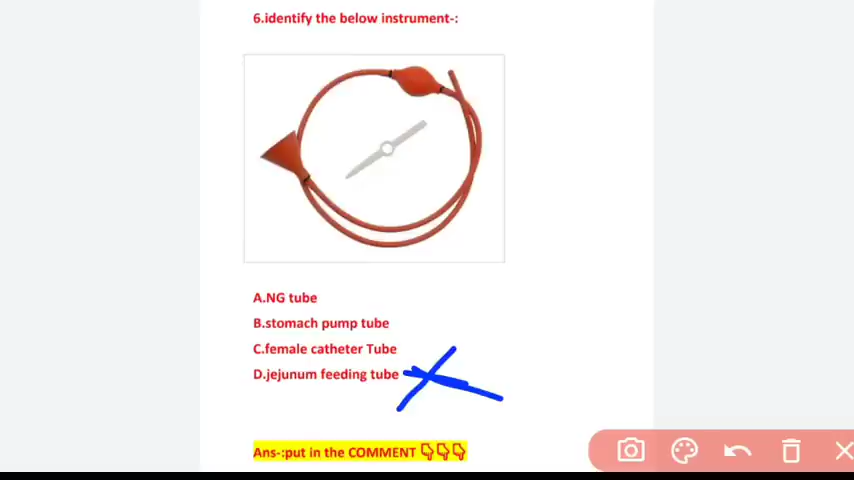 6.identify the below instrument-:
A.NG tube
B.stomach pump tube
C.female catheter Tube
D.jejunum feeding tube
Ans-:put in the COMMENT